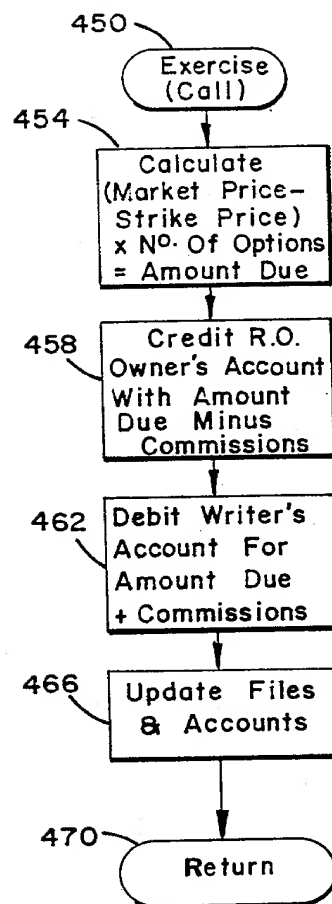 450
Exercise
(Call)
454
Calculate
(Market Price-
Strike Price)
x Nº. Of Options
= Amount Due
458
Credit R.O.
Owner's Account
With Amount
Due Minus
Commissions
462
Debit Writer's
Account For
Amount Due
+ Commissions
466
Update Files
& Accounts
470
Return